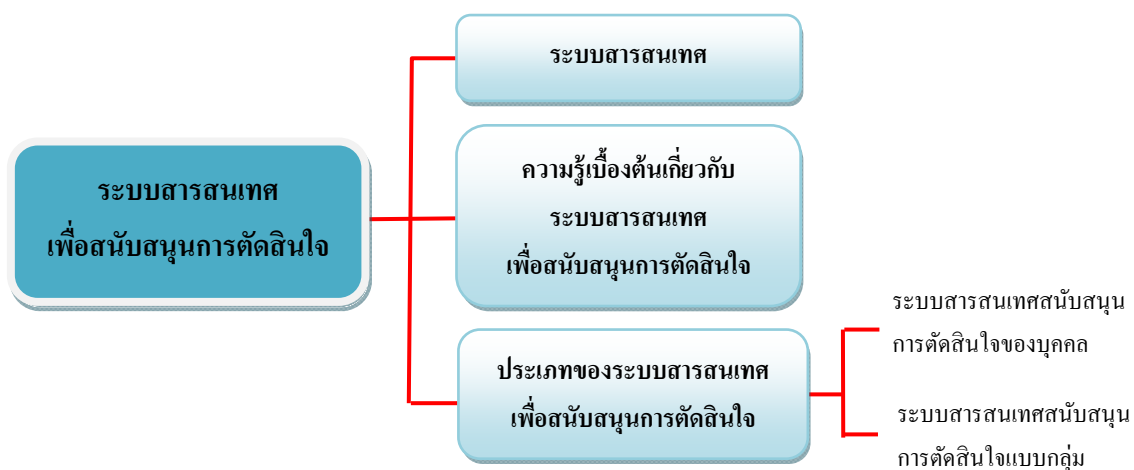 ระบบสารสนเทศ
เพื่อสนับสนุนการตัดสินใจ
ระบบสารสนเทศ
ความรู้เบื้องต้นเกี่ยวกับ
ระบบสารสนเทศ
เพื่อสนับสนุนการตัดสินใจ
ประเภทของระบบสารสนเทศ
เพื่อสนับสนุนการตัดสินใจ
ระบบสารสนเทศสนับสนุน
การตัดสินใจของบุคคล
ระบบสารสนเทศสนับสนุน
การตัดสินใจแบบกลุ่ม